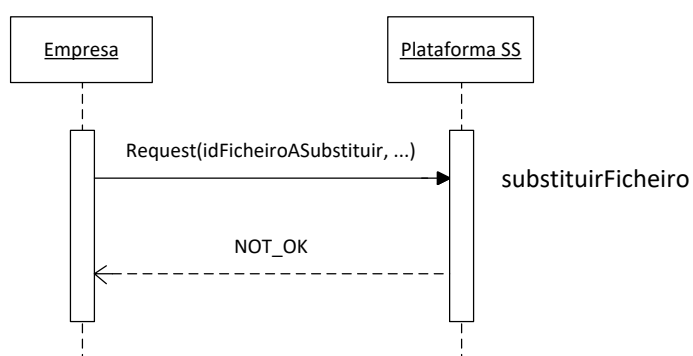 Empresa
Plataforma SS
Request(idFicheiroASubstituir, ...)
substituirFicheiro
NOT_OK